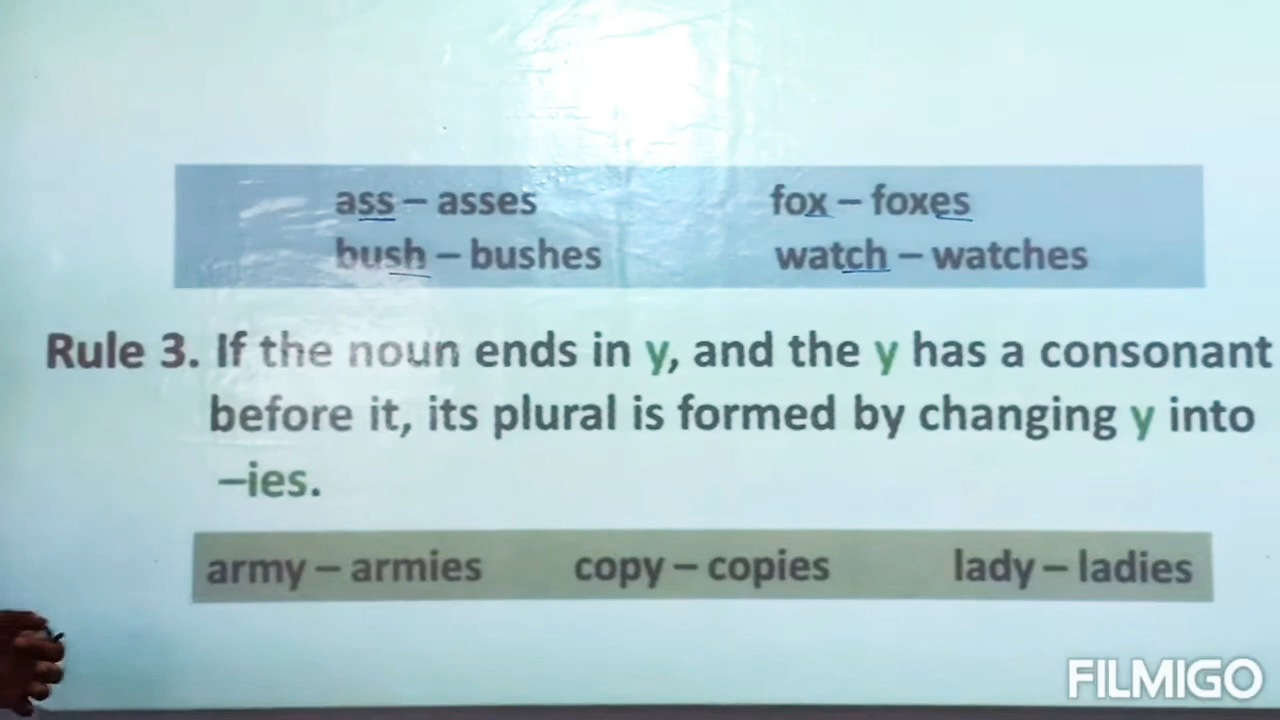 ass – asses fox – foxes
bush – bushes watch – watches
Rule 3. If the noun ends in y, and the y has a consonant
before it, its plural is formed by changing y into
–ies.
army – armies copy – copies lady – ladies
FILMIGO